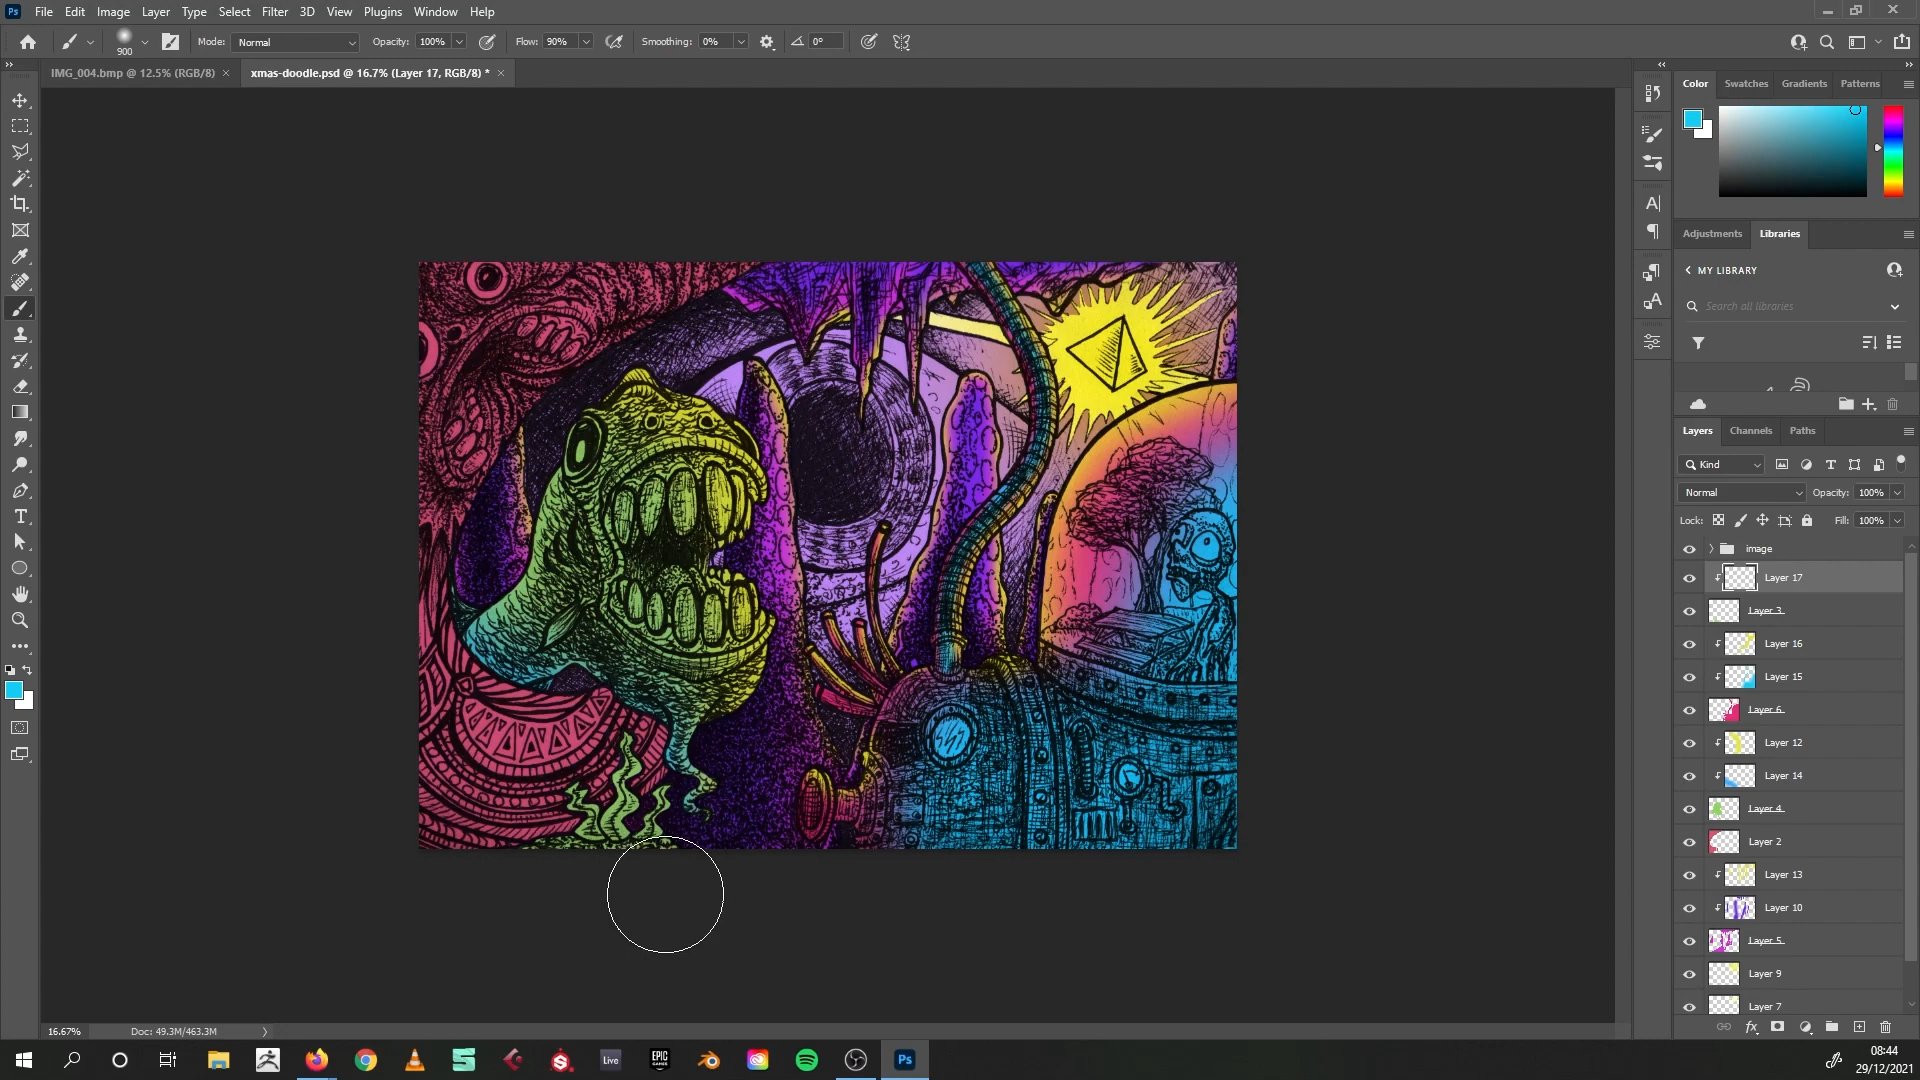 Ps File Edit Image Layer Type Select Filter 3D View Plugins Window Help
900 Mode: Normal Opacity: 100% Flow: 90% Smoothing: 0% 0°
IMG_004.bmp @ 12.5% (RGB/8) × xmas-doodle.psd @ 16.7% (Layer 17, RGB/8) * ×
Color Swatches Gradients Patterns
Adjustments Libraries
MY LIBRARY
Search all libraries
Layers Channels Paths
Kind
Normal Opacity: 100%
Lock: Fill: 100%
image
Layer 17
Layer 3
Layer 16
Layer 15
Layer 6
Layer 12
Layer 14
Layer 4
Layer 2
Layer 13
Layer 10
Layer 5
Layer 9
Layer 7
16.67% Doc: 49.3M/463.3M
Live EPIC GAMES Ps
08:44
29/12/2021